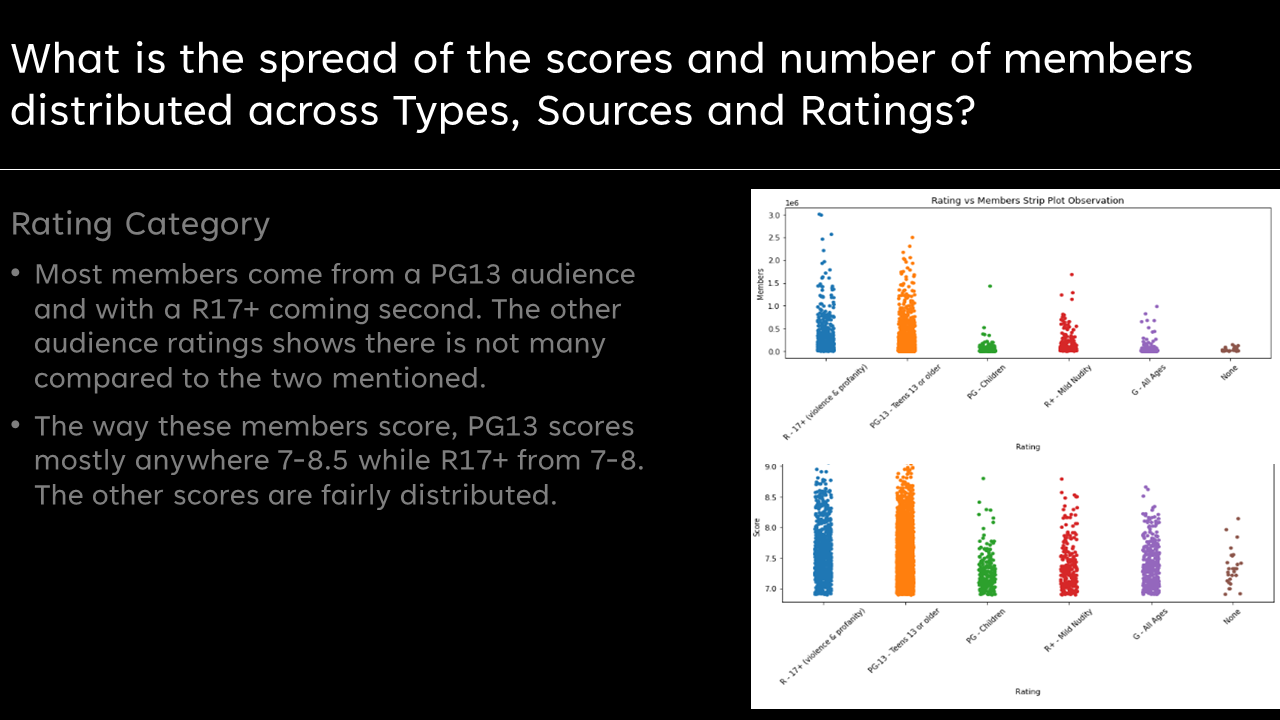 What is the spread of the scores and number of members
distributed across Types, Sources and Ratings?
Rating Category
• Most members come from a PG13 audience
and with a R17+ coming second. The other
audience ratings shows there is not many
compared to the two mentioned.
• The way these members score, PG13 scores
mostly anywhere 7-8.5 while R17+ from 7-8.
The other scores are fairly distributed.
Rating vs Members Strip Plot Observation
1e6
3.0
2.5
2.0
1.5
1.0
0.5
0.0
Members
R - 17+ (violence & profanity)
PG-13 - Teens 13 or older
PG - Children
R+ - Mild Nudity
G - All Ages
None
Rating
9.0
8.5
8.0
7.5
7.0
Score
R - 17+ (violence & profanity)
PG-13 - Teens 13 or older
PG - Children
R+ - Mild Nudity
G - All Ages
None
Rating